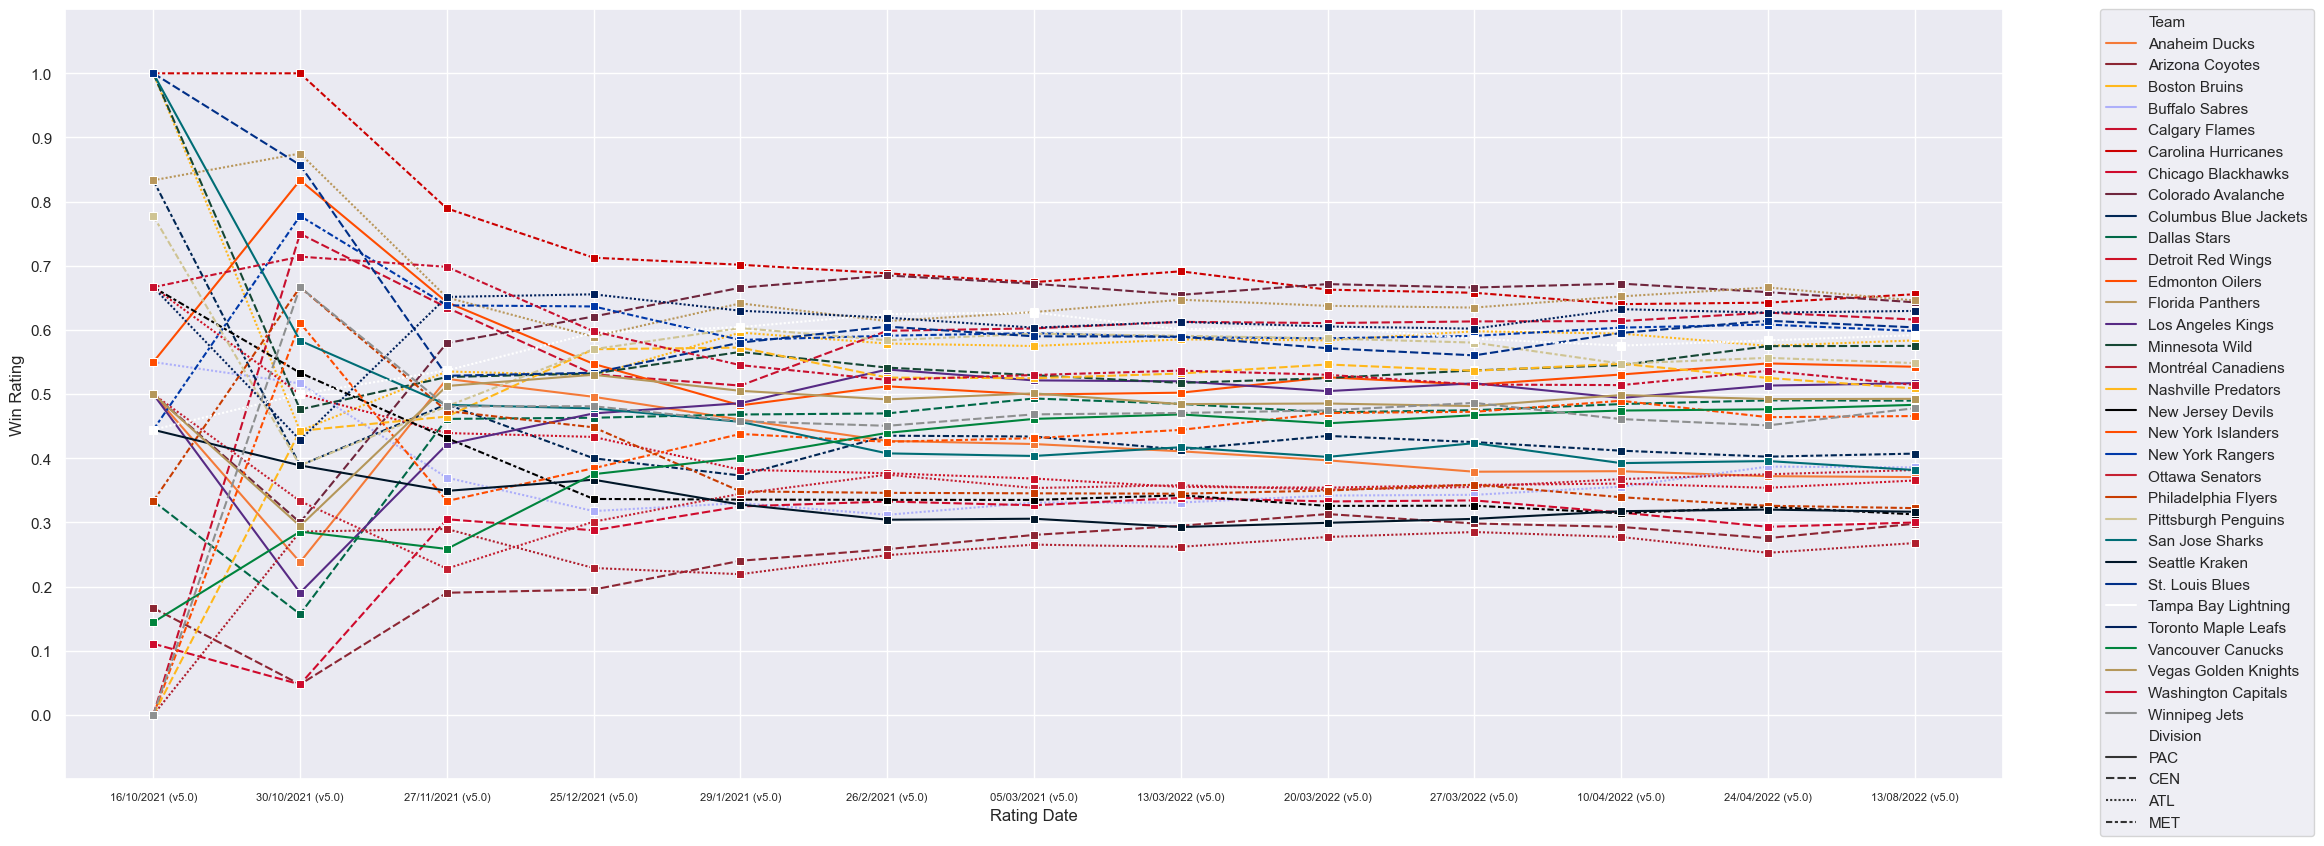 1.0
0.9
0.8
0.7
0.6
0.5
0.4
0.3
0.2
0.1
0.0
Win Rating
16/10/2021 (v5.0)
30/10/2021 (v5.0)
27/11/2021 (v5.0)
25/12/2021 (v5.0)
29/1/2021 (v5.0)
26/2/2021 (v5.0)
05/03/2021 (v5.0)
13/03/2022 (v5.0)
20/03/2022 (v5.0)
27/03/2022 (v5.0)
10/04/2022 (v5.0)
24/04/2022 (v5.0)
13/08/2022 (v5.0)
Rating Date
Team
Anaheim Ducks
Arizona Coyotes
Boston Bruins
Buffalo Sabres
Calgary Flames
Carolina Hurricanes
Chicago Blackhawks
Colorado Avalanche
Columbus Blue Jackets
Dallas Stars
Detroit Red Wings
Edmonton Oilers
Florida Panthers
Los Angeles Kings
Minnesota Wild
Montréal Canadiens
Nashville Predators
New Jersey Devils
New York Islanders
New York Rangers
Ottawa Senators
Philadelphia Flyers
Pittsburgh Penguins
San Jose Sharks
Seattle Kraken
St. Louis Blues
Tampa Bay Lightning
Toronto Maple Leafs
Vancouver Canucks
Vegas Golden Knights
Washington Capitals
Winnipeg Jets
Division
PAC
CEN
ATL
MET